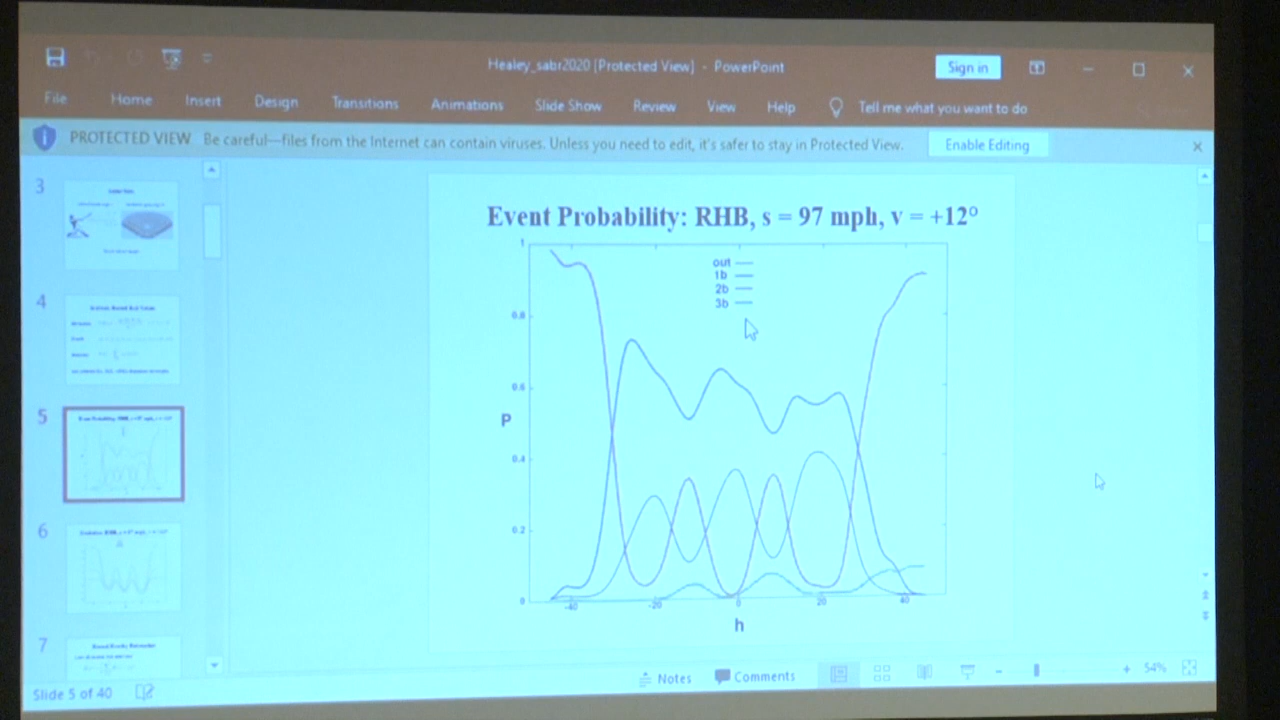 Healey_sabr2020 [Protected View] - PowerPoint
Sign in
File Home Insert Design Transitions Animations Slide Show Review View Help Tell me what you want to do
PROTECTED VIEW Be careful—files from the Internet can contain viruses. Unless you need to edit, it's safer to stay in Protected View. Enable Editing
3
4
5
6
7
Event Probability: RHB, s = 97 mph, v = +12°
1
out
1b
2b
3b
0.8
0.6
P
0.4
0.2
0
-40 -20 0 20 40
h
Notes Comments 54%
Slide 5 of 40